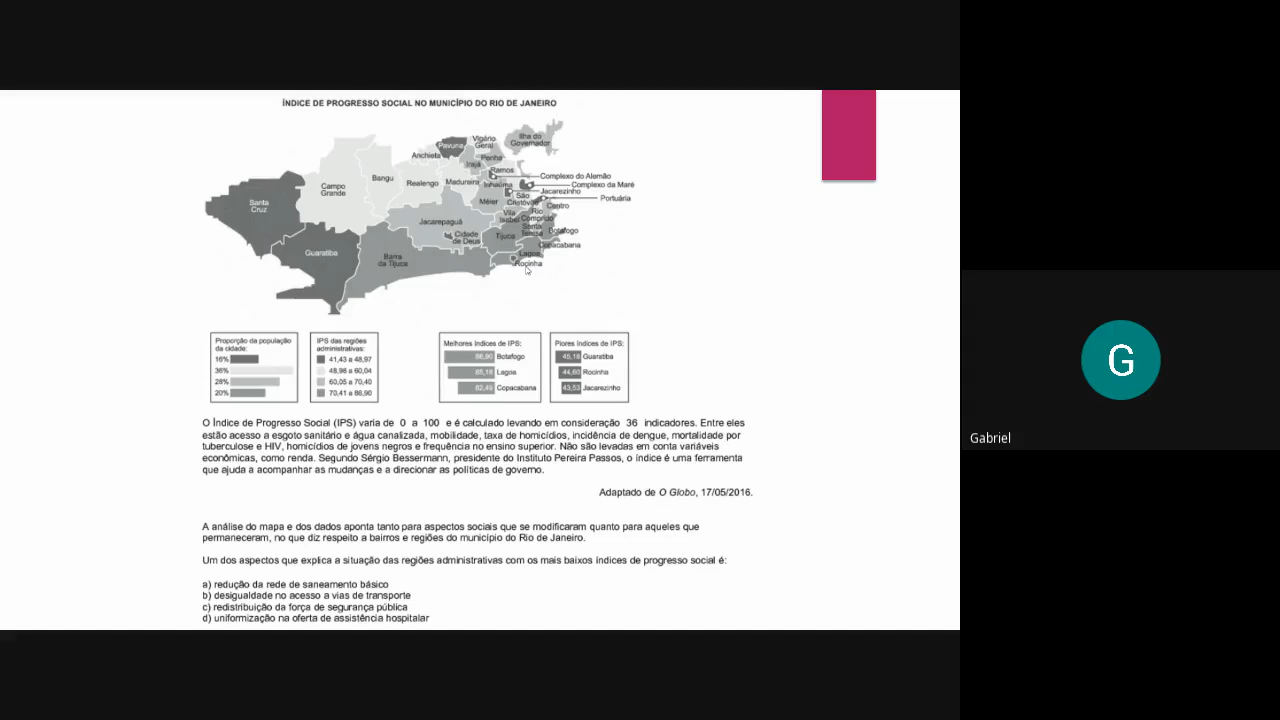 ÍNDICE DE PROGRESSO SOCIAL NO MUNICÍPIO DO RIO DE JANEIRO
Ilha do
Governador
Vigário
Geral
Pavuna
Anchieta
Penha
Irajá
Ramos
Complexo do Alemão
Campo
Grande
Bangu
Realengo
Madureira
Inhaúma
Complexo da Maré
Jacarezinho
São
Cristóvão
Portuária
Santa
Cruz
Méier
Centro
Vila
Isabel
Rio
Comprido
Jacarepaguá
Santa
Teresa
Botafogo
Cidade
de Deus
Tijuca
Copacabana
Guaratiba
Barra
da Tijuca
Lagoa
Rocinha
Proporção da população
da cidade:
16%
36%
28%
20%
IPS das regiões
administrativas:
41,43 a 48,97
48,98 a 60,04
60,05 a 70,40
70,41 a 86,90
Melhores índices de IPS:
86,90 Botafogo
85,18 Lagoa
82,49 Copacabana
Piores índices de IPS:
45,18 Guaratiba
44,60 Rocinha
43,53 Jacarezinho
O Índice de Progresso Social (IPS) varia de 0 a 100 e é calculado levando em consideração 36 indicadores. Entre eles
estão acesso a esgoto sanitário e água canalizada, mobilidade, taxa de homicídios, incidência de dengue, mortalidade por
tuberculose e HIV, homicídios de jovens negros e frequência no ensino superior. Não são levadas em conta variáveis
econômicas, como renda. Segundo Sérgio Bessermann, presidente do Instituto Pereira Passos, o índice é uma ferramenta
que ajuda a acompanhar as mudanças e a direcionar as políticas de governo.
Adaptado de O Globo, 17/05/2016.
A análise do mapa e dos dados aponta tanto para aspectos sociais que se modificaram quanto para aqueles que
permaneceram, no que diz respeito a bairros e regiões do município do Rio de Janeiro.
Um dos aspectos que explica a situação das regiões administrativas com os mais baixos índices de progresso social é:
a) redução da rede de saneamento básico
b) desigualdade no acesso a vias de transporte
c) redistribuição da força de segurança pública
d) uniformização na oferta de assistência hospitalar
G
Gabriel